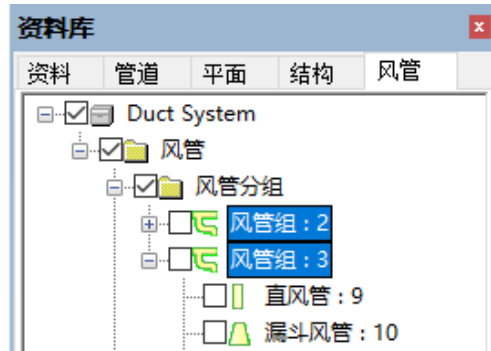 资料库
资料 管道 平面 结构 风管
Duct System
风管
风管分组
风管组 : 2
风管组 : 3
直风管 : 9
漏斗风管 : 10